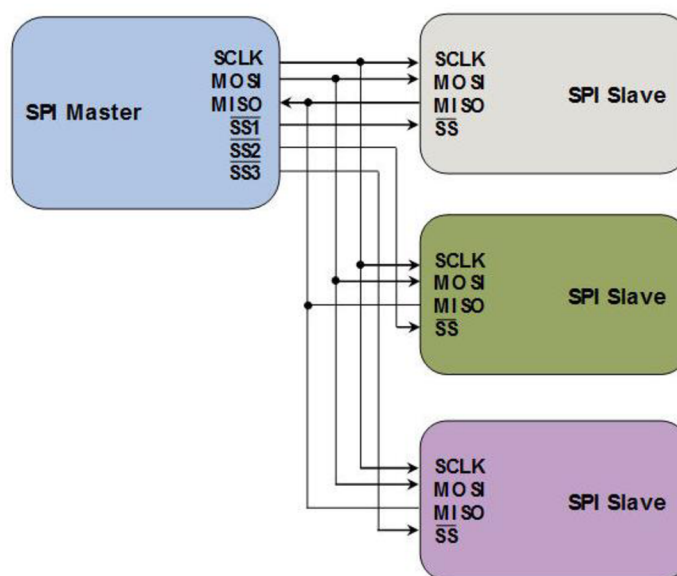 SPI Master
SCLK
MOSI
MISO
SS1
SS2
SS3
SCLK
MOSI
MISO
SS
SPI Slave
SCLK
MOSI
MISO
SS
SPI Slave
SCLK
MOSI
MISO
SS
SPI Slave